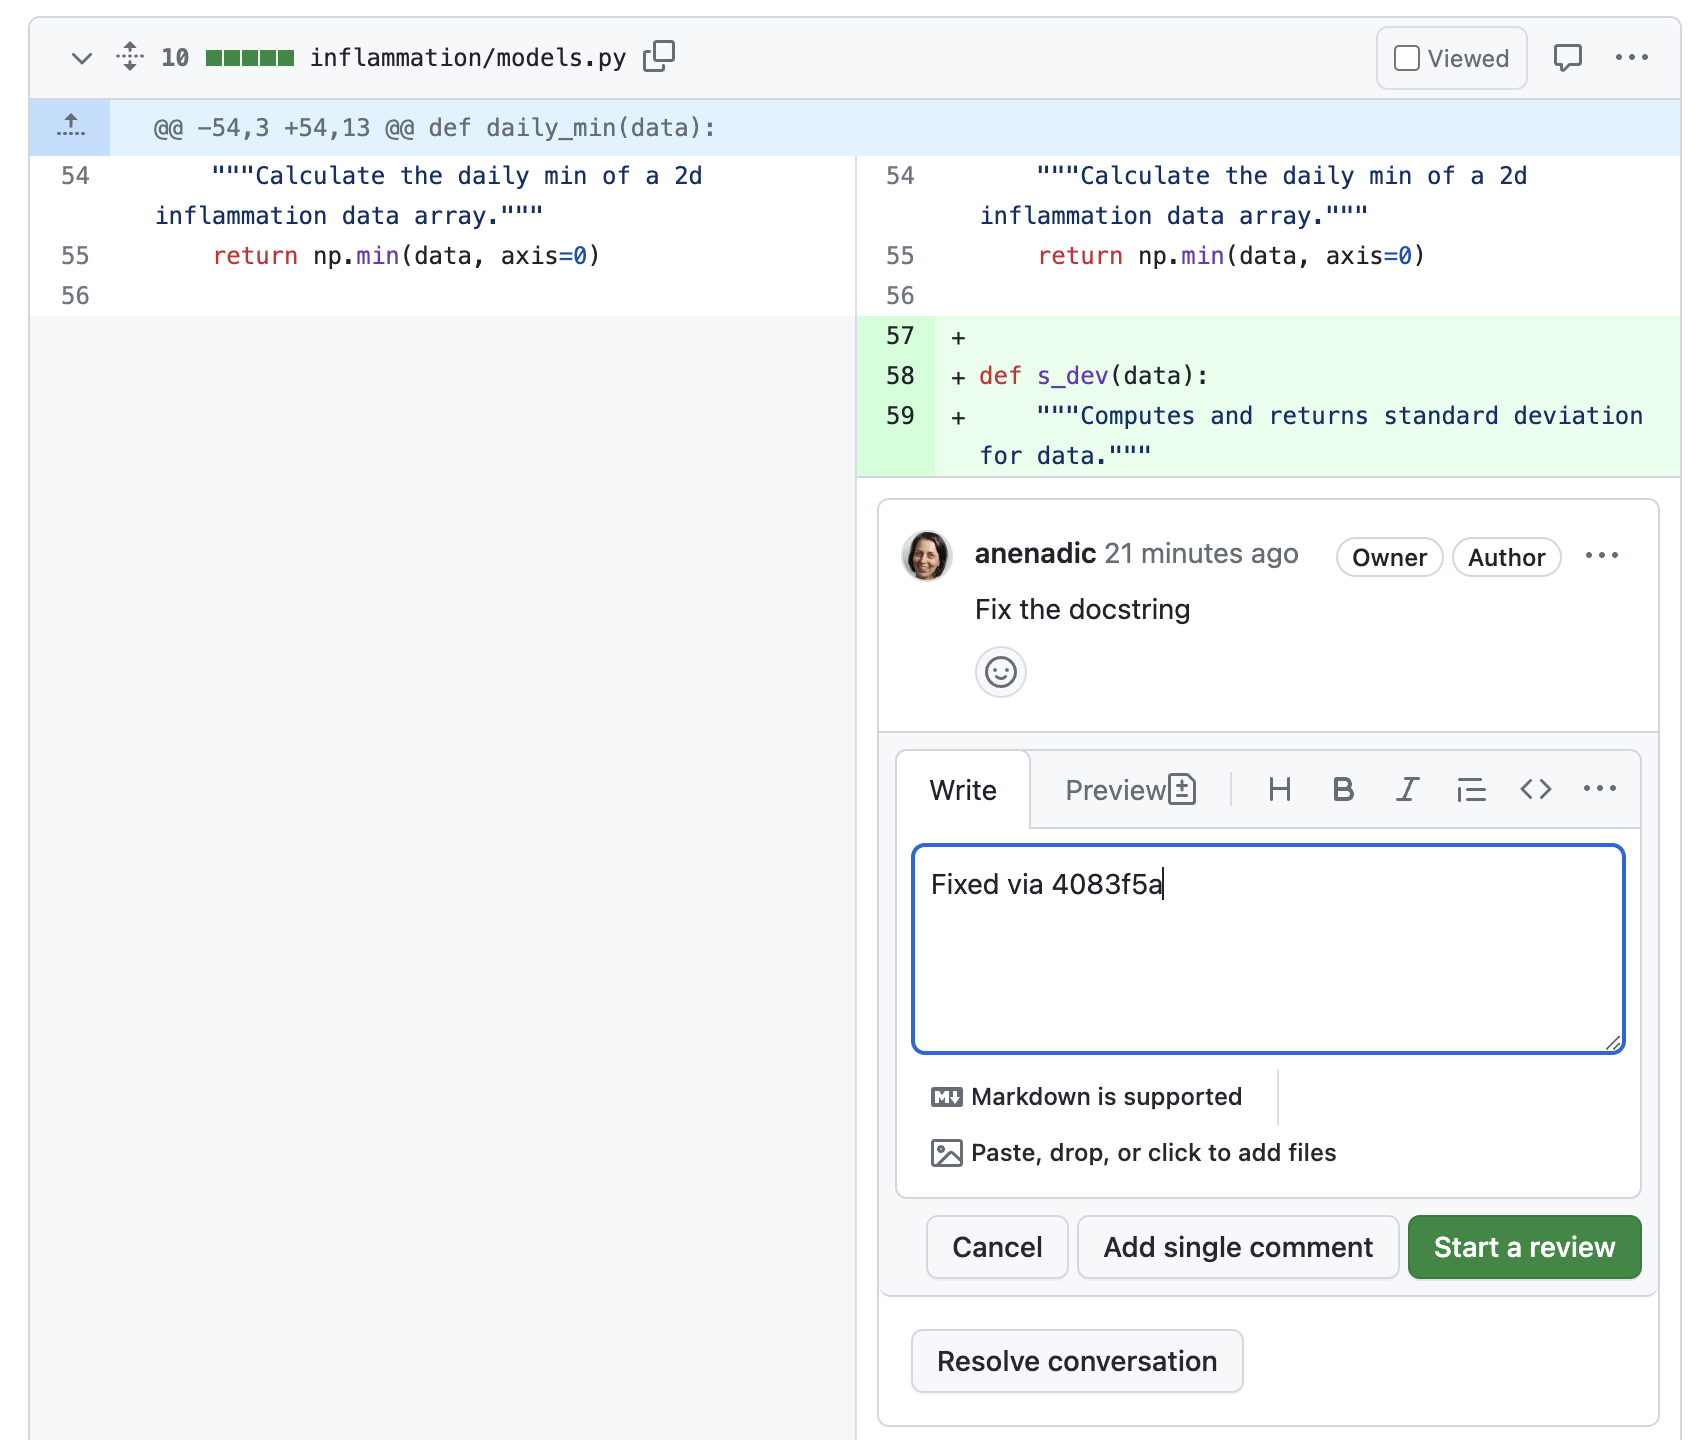 10 inflammation/models.py Viewed
@@ -54,3 +54,13 @@ def daily_min(data):
54 """Calculate the daily min of a 2d
inflammation data array."""
55 return np.min(data, axis=0)
56
54 """Calculate the daily min of a 2d
inflammation data array."""
55 return np.min(data, axis=0)
56
57 +
58 + def s_dev(data):
59 + """Computes and returns standard deviation
for data."""
anenadic 21 minutes ago Owner Author
Fix the docstring
Write Preview H B I <>
Fixed via 4083f5a
M Markdown is supported
Paste, drop, or click to add files
Cancel Add single comment Start a review
Resolve conversation